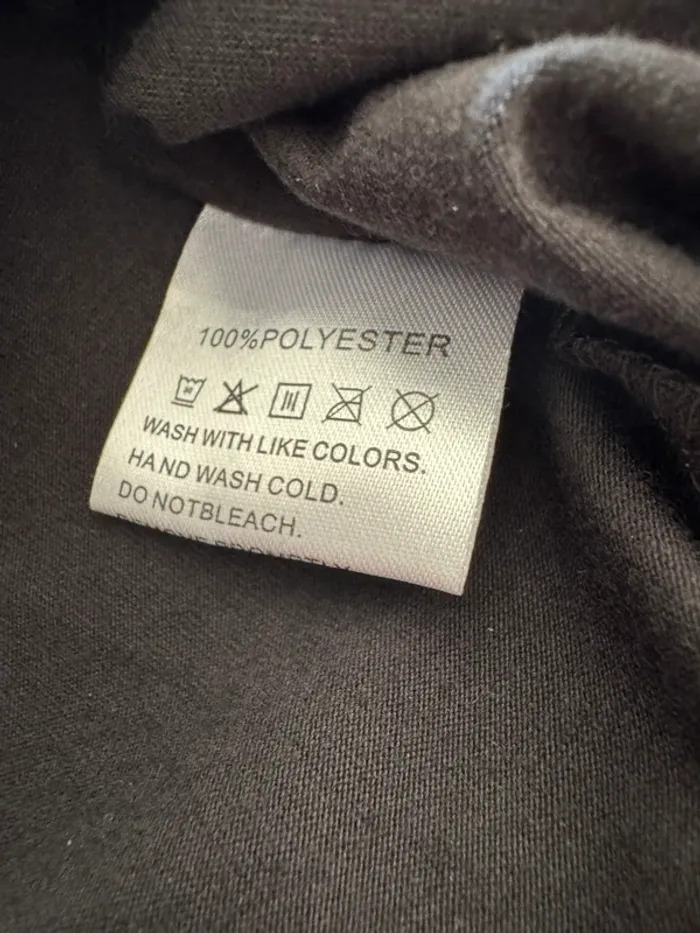 100%POLYESTER
WASH WITH LIKE COLORS.
HAND WASH COLD.
DO NOTBLEACH.